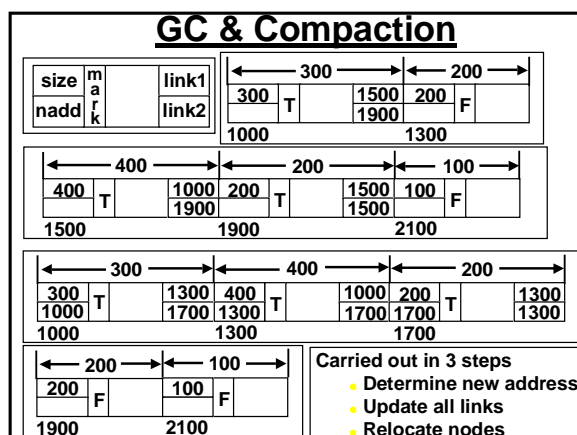 GC & Compaction
size mark link1
nadd link2
300 200
300 T 1500 200 F
1900
1000 1300
400 200 100
400 T 1000 200 T 1500 100 F
1900 1500
1500 1900 2100
300 400 200
300 T 1300 400 T 1000 200 T 1300
1000 1700 1300 1700 1700 1300
1000 1300 1700
200 100
200 F 100 F
1900 2100
Carried out in 3 steps
Determine new address
Update all links
Relocate nodes